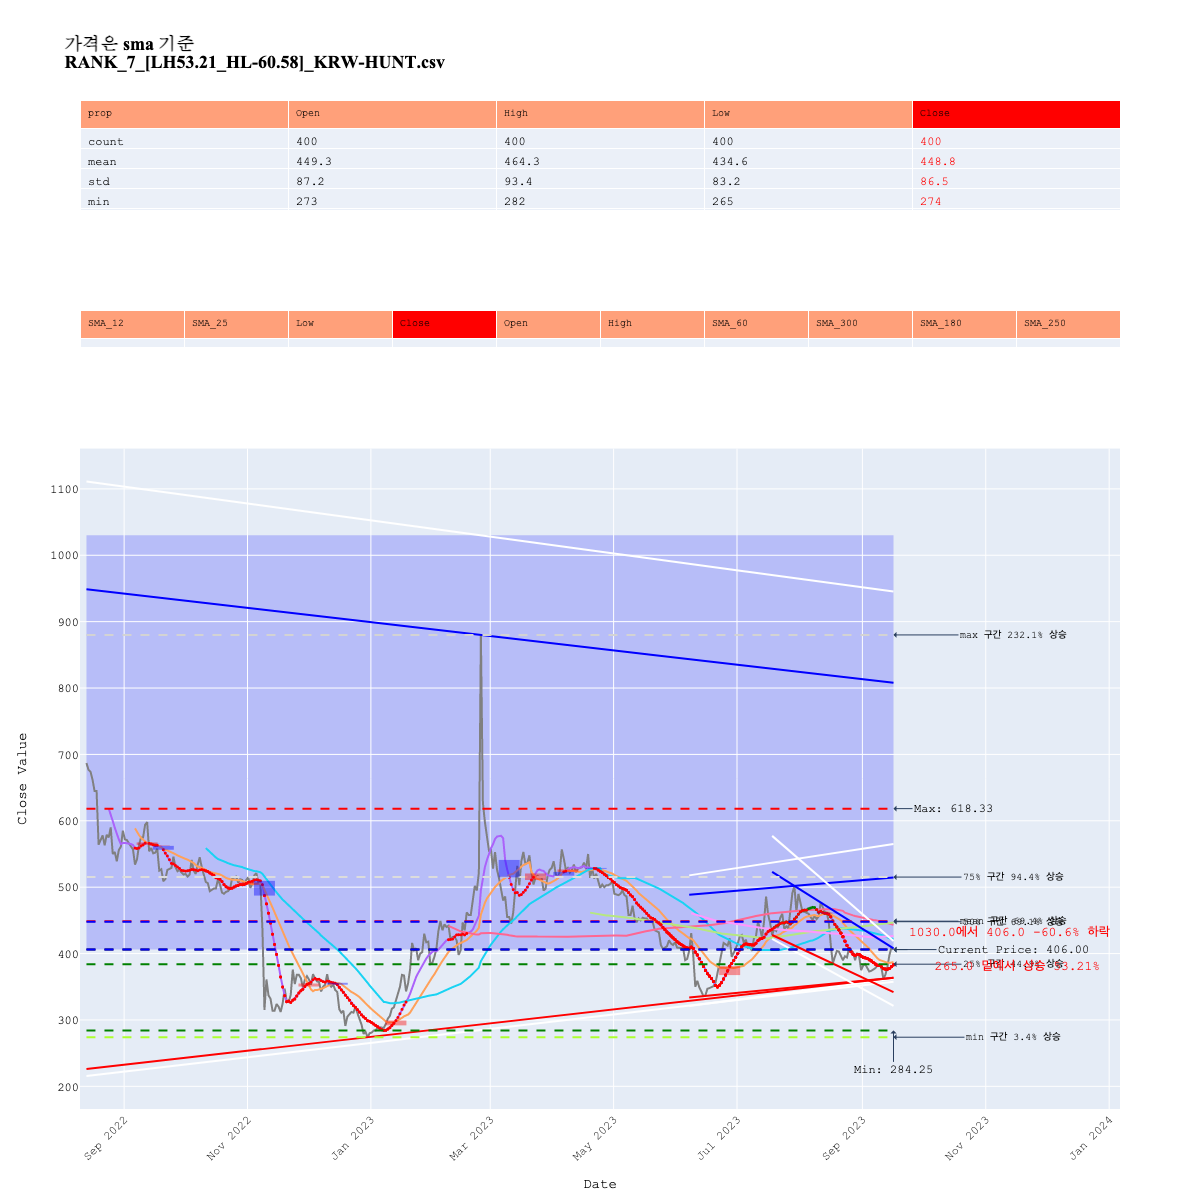 가격은 sma 기준
RANK_7_[LH53.21_HL-60.58]_KRW-HUNT.csv
prop Open High Low Close
count 400 400 400 400
mean 449.3 464.3 434.6 448.8
std 87.2 93.4 83.2 86.5
min 273 282 265 274
SMA_12 SMA_25 Low Close Open High SMA_60 SMA_300 SMA_180 SMA_250
1100
1000
900
800
700
600
500
400
300
200
Close Value
max 구간 232.1% 상승
Max: 618.33
75% 구간 94.4% 상승
1030.0에서 406.0 -60.6% 하락
Current Price: 406.00
상승
min 구간 3.4% 상승
Min: 284.25
Sep 2022 Nov 2022 Jan 2023 Mar 2023 May 2023 Jul 2023 Sep 2023 Nov 2023 Jan 2024
Date